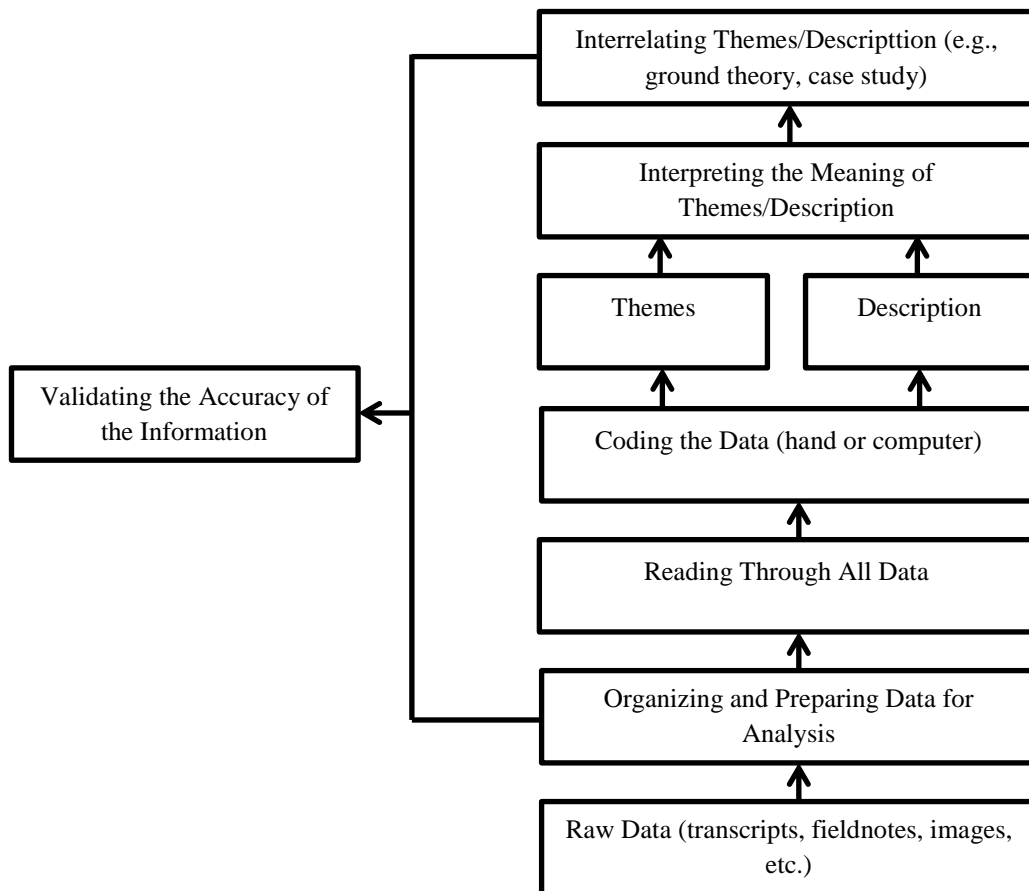 Interrelating Themes/Descripttion (e.g.,
ground theory, case study)
Interpreting the Meaning of
Themes/Description
Themes
Description
Validating the Accuracy of
the Information
Coding the Data (hand or computer)
Reading Through All Data
Organizing and Preparing Data for
Analysis
Raw Data (transcripts, fieldnotes, images,
etc.)